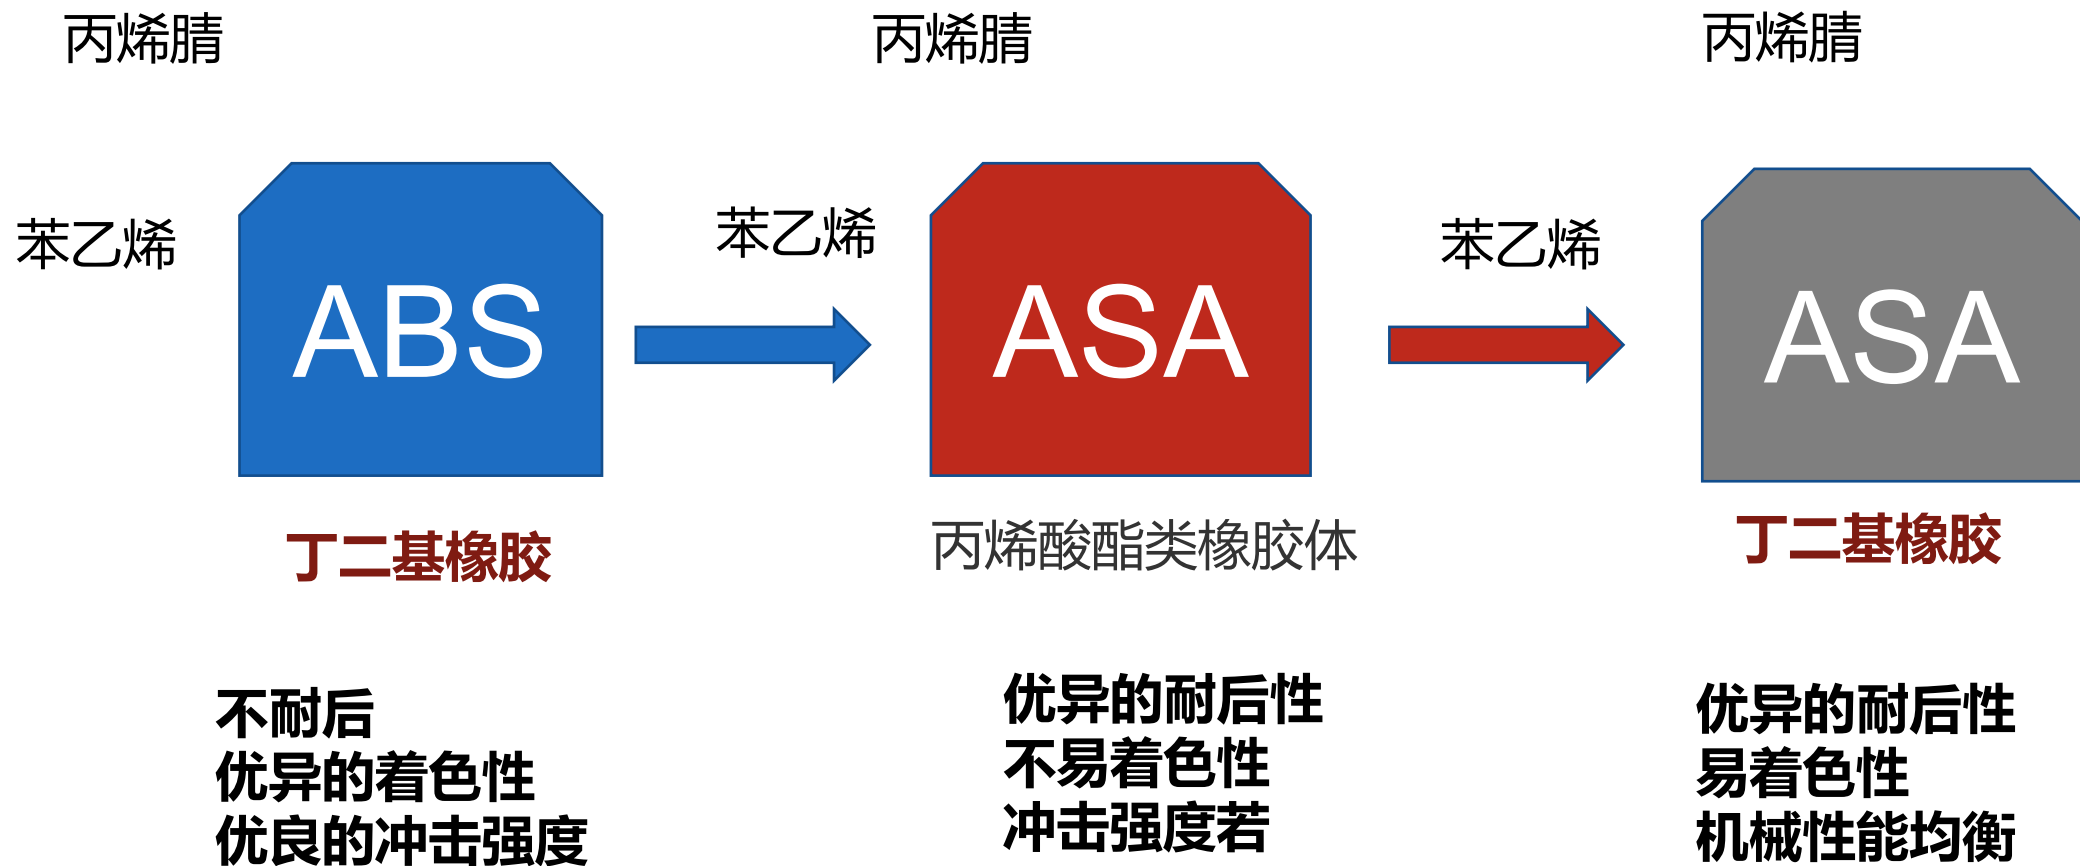 丙烯腈
丙烯腈
丙烯腈
苯乙烯
苯乙烯
苯乙烯
ABS
ASA
ASA
丁二基橡胶
丙烯酸酯类橡胶体
丁二基橡胶
不耐后
优异的着色性
优良的冲击强度
优异的耐后性
不易着色性
冲击强度若
优异的耐后性
易着色性
机械性能均衡